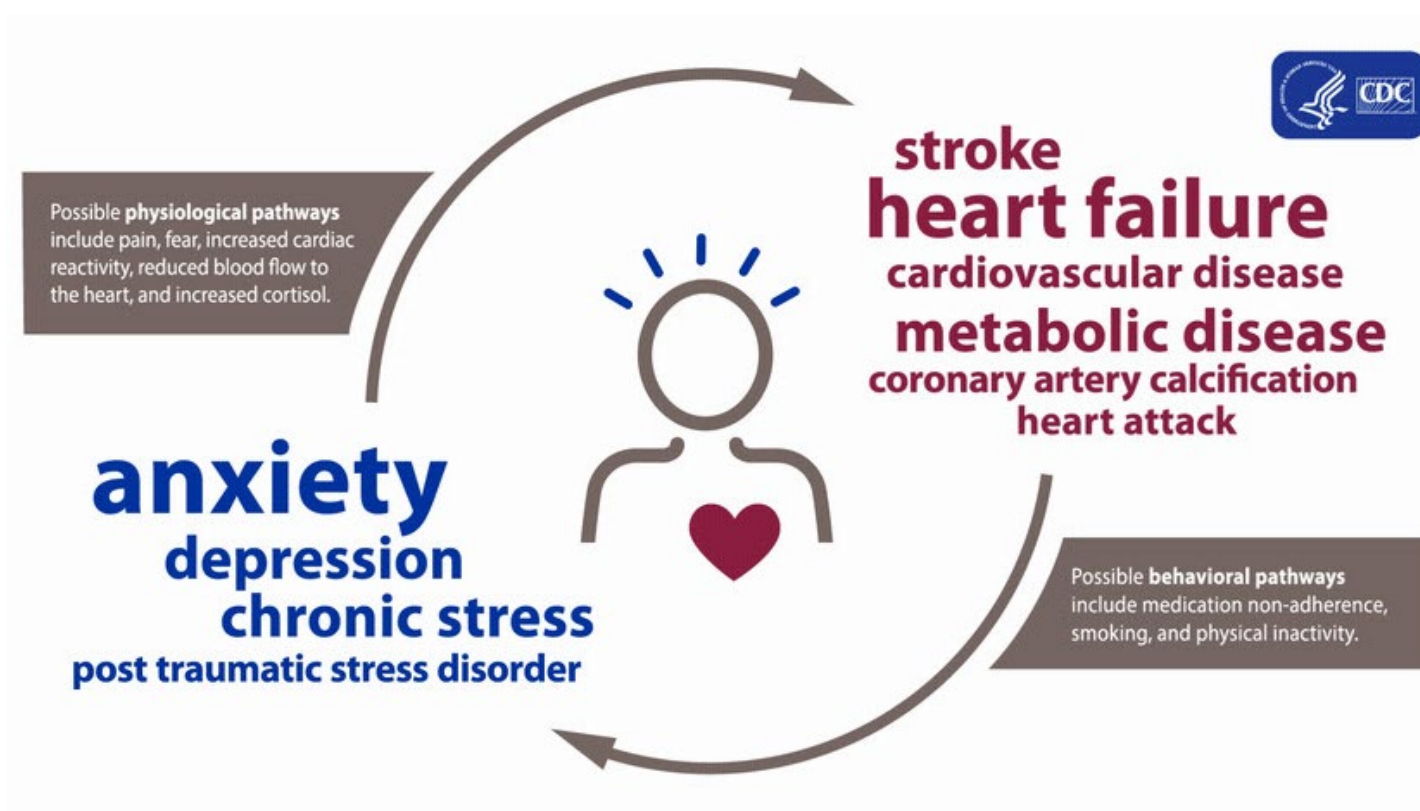 CDC
stroke
heart failure
cardiovascular disease
metabolic disease
coronary artery calcification
heart attack
Possible physiological pathways
include pain, fear, increased cardiac
reactivity, reduced blood flow to
the heart, and increased cortisol.
anxiety
depression
chronic stress
post traumatic stress disorder
Possible behavioral pathways
include medication non-adherence,
smoking, and physical inactivity.